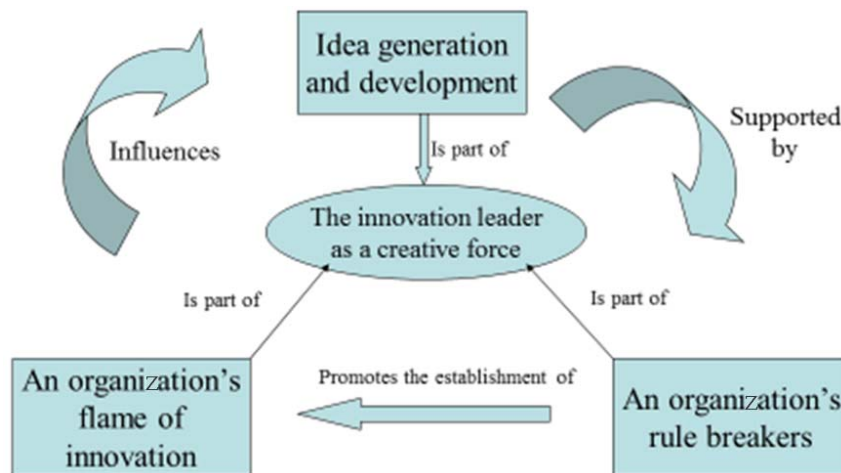 Idea generation
and development
Influences
Is part of
Supported
by
The innovation leader
as a creative force
Is part of
Is part of
An organization's
flame of
innovation
Promotes the establishment of
An organization's
rule breakers